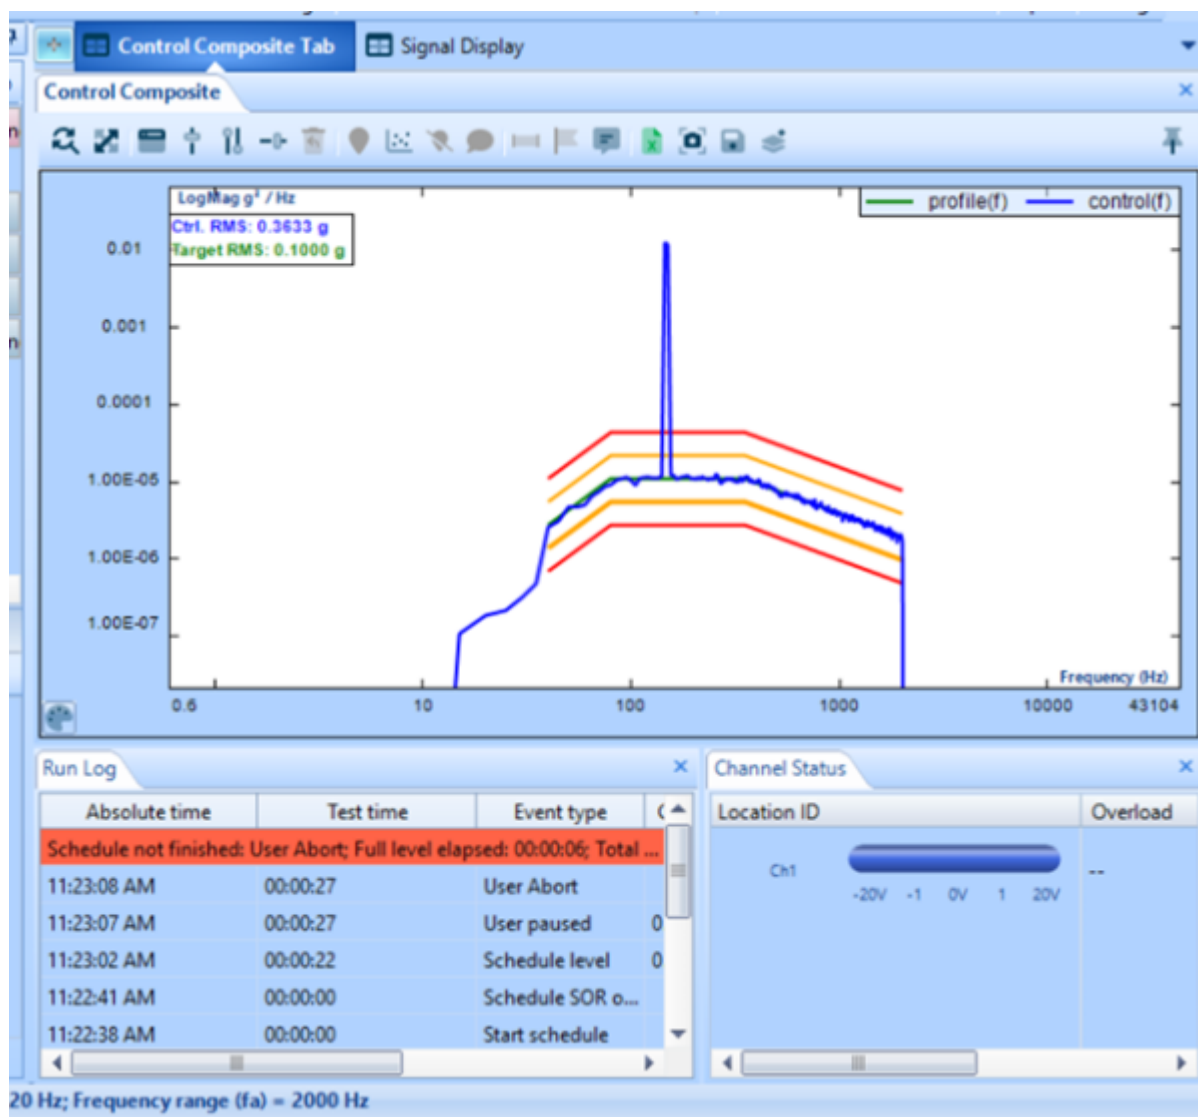 Control Composite Tab
Signal Display
Control Composite
LogMag g² / Hz
Ctrl. RMS: 0.3633 g
Target RMS: 0.1000 g
profile(f)
control(f)
0.01
0.001
0.0001
1.00E-05
1.00E-06
1.00E-07
Frequency (Hz)
0.6 10 100 1000 10000 43104
Run Log
Absolute time Test time Event type
Schedule not finished: User Abort; Full level elapsed: 00:00:06; Total ...
11:23:08 AM 00:00:27 User Abort
11:23:07 AM 00:00:27 User paused 0
11:23:02 AM 00:00:22 Schedule level 0
11:22:41 AM 00:00:00 Schedule SOR o...
11:22:38 AM 00:00:00 Start schedule
Channel Status
Location ID Overload
Ch1 --
-20V -1 0V 1 20V
20 Hz; Frequency range (fa) = 2000 Hz